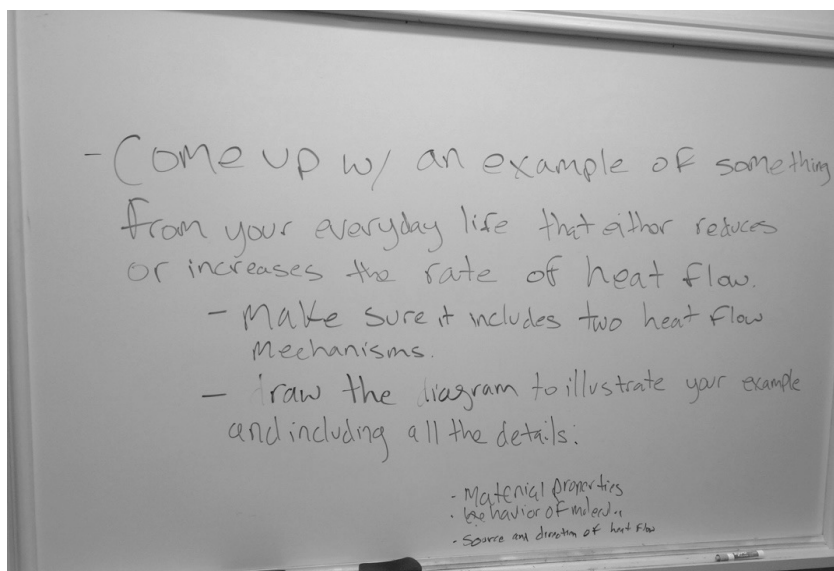 - Come up w/ an example of something
from your everyday life that either reduces
or increases the rate of heat flow.
- Make sure it includes two heat flow
mechanisms.
- draw the diagram to illustrate your example
and including all the details:
- Material properties
- behavior of molecules
- Source and direction of heat flow